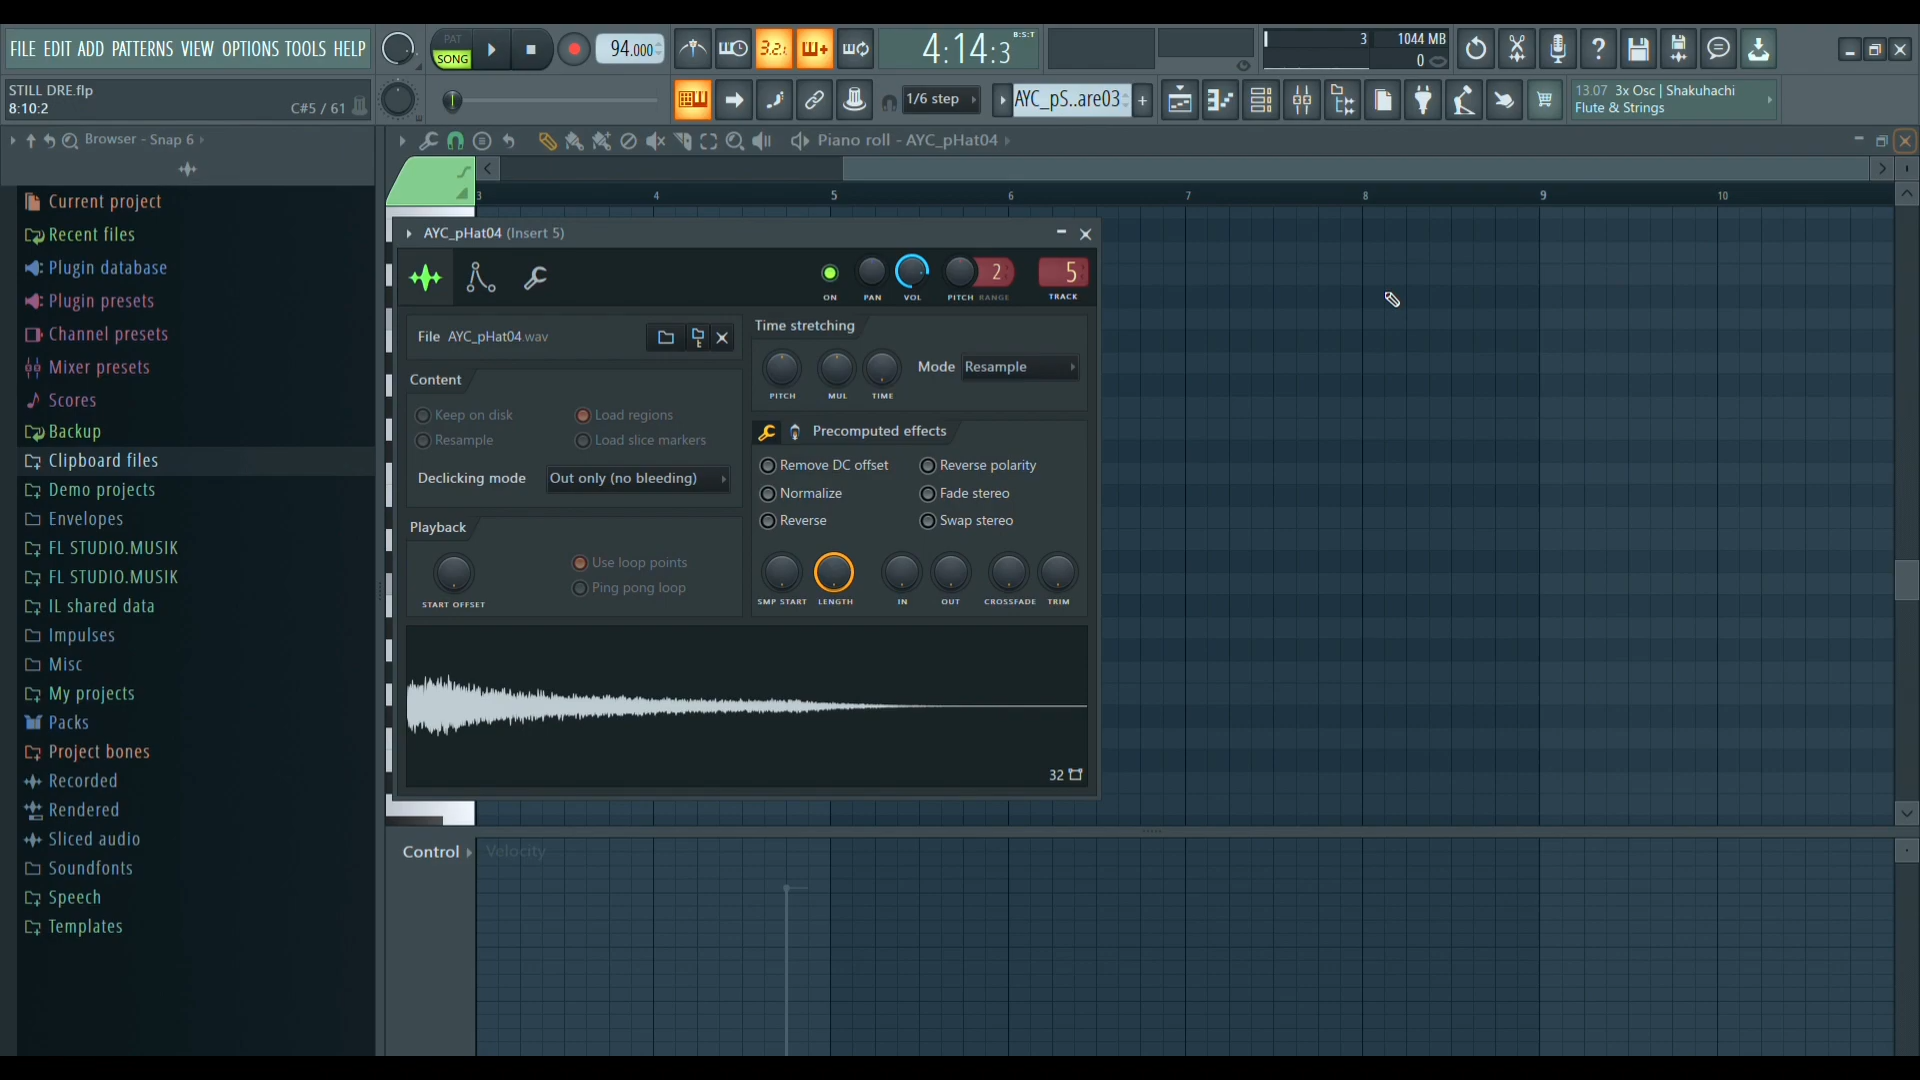 FILE EDIT ADD PATTERNS VIEW OPTIONS TOOLS HELP
PAT
SONG
94.000
3.2.
4:14:3
B:S:T
3
1044 MB
0
STILL DRE.flp
8:10:2
C#5 / 61
1/6 step
AYC_pS..are03
13.07 3x Osc | Shakuhachi
Flute & Strings
Browser - Snap 6
Piano roll - AYC_pHat04
3 4 5 6 7 8 9 10
Current project
Recent files
Plugin database
Plugin presets
Channel presets
Mixer presets
Scores
Backup
Clipboard files
Demo projects
Envelopes
FL STUDIO.MUSIK
FL STUDIO.MUSIK
IL shared data
Impulses
Misc
My projects
Packs
Project bones
Recorded
Rendered
Sliced audio
Soundfonts
Speech
Templates
AYC_pHat04 (Insert 5)
2
5
ON PAN VOL PITCH RANGE TRACK
File AYC_pHat04.wav
Content
Keep on disk
Load regions
Resample
Load slice markers
Declicking mode
Out only (no bleeding)
Playback
Use loop points
Ping pong loop
START OFFSET
Time stretching
Mode Resample
PITCH MUL TIME
Precomputed effects
Remove DC offset
Reverse polarity
Normalize
Fade stereo
Reverse
Swap stereo
SMP START LENGTH IN OUT CROSSFADE TRIM
32
Control
Velocity